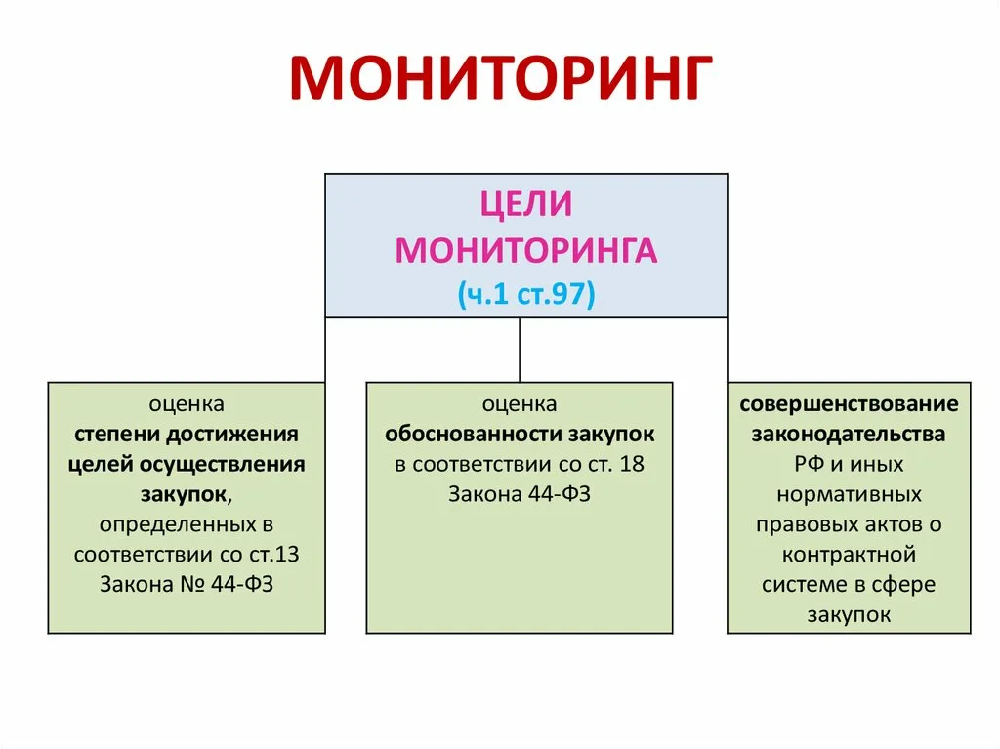 МОНИТОРИНГ
ЦЕЛИ
МОНИТОРИНГА
(ч.1 ст.97)
оценка
степени достижения
целей осуществления
закупок,
определенных в
соответствии со ст.13
Закона № 44-ФЗ
оценка
обоснованности закупок
в соответствии со ст. 18
Закона 44-ФЗ
совершенствование
законодательства
РФ и иных
нормативных
правовых актов о
контрактной
системе в сфере
закупок